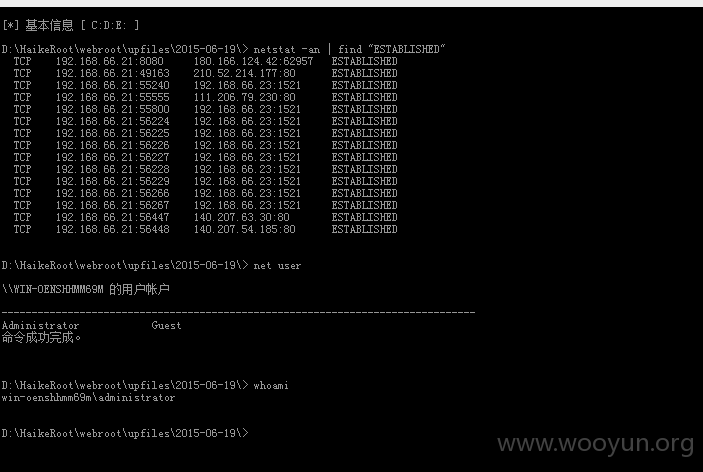 [*] 基本信息 [ C:D:E: ]
D:\HaikeRoot\webroot\upfiles\2015-06-19\> netstat -an | find "ESTABLISHED"
TCP    192.168.66.21:8080    180.166.124.42:62957   ESTABLISHED
TCP    192.168.66.21:49163    210.52.214.177:80    ESTABLISHED
TCP    192.168.66.21:55240    192.168.66.23:1521    ESTABLISHED
TCP    192.168.66.21:55555    111.206.79.230:80    ESTABLISHED
TCP    192.168.66.21:55800    192.168.66.23:1521    ESTABLISHED
TCP    192.168.66.21:56224    192.168.66.23:1521    ESTABLISHED
TCP    192.168.66.21:56225    192.168.66.23:1521    ESTABLISHED
TCP    192.168.66.21:56226    192.168.66.23:1521    ESTABLISHED
TCP    192.168.66.21:56227    192.168.66.23:1521    ESTABLISHED
TCP    192.168.66.21:56228    192.168.66.23:1521    ESTABLISHED
TCP    192.168.66.21:56229    192.168.66.23:1521    ESTABLISHED
TCP    192.168.66.21:56266    192.168.66.23:1521    ESTABLISHED
TCP    192.168.66.21:56267    192.168.66.23:1521    ESTABLISHED
TCP    192.168.66.21:56447    140.207.63.30:80    ESTABLISHED
TCP    192.168.66.21:56448    140.207.54.185:80    ESTABLISHED
D:\HaikeRoot\webroot\upfiles\2015-06-19\> net user
\\WIN-OENSHHMM69M 的用户帐户
-------------------------------------------------------------------------------
Administrator            Guest
命令成功完成。
D:\HaikeRoot\webroot\upfiles\2015-06-19\> whoami
win-oenshhmm69m\administrator
D:\HaikeRoot\webroot\upfiles\2015-06-19\>
www.wooyun.org